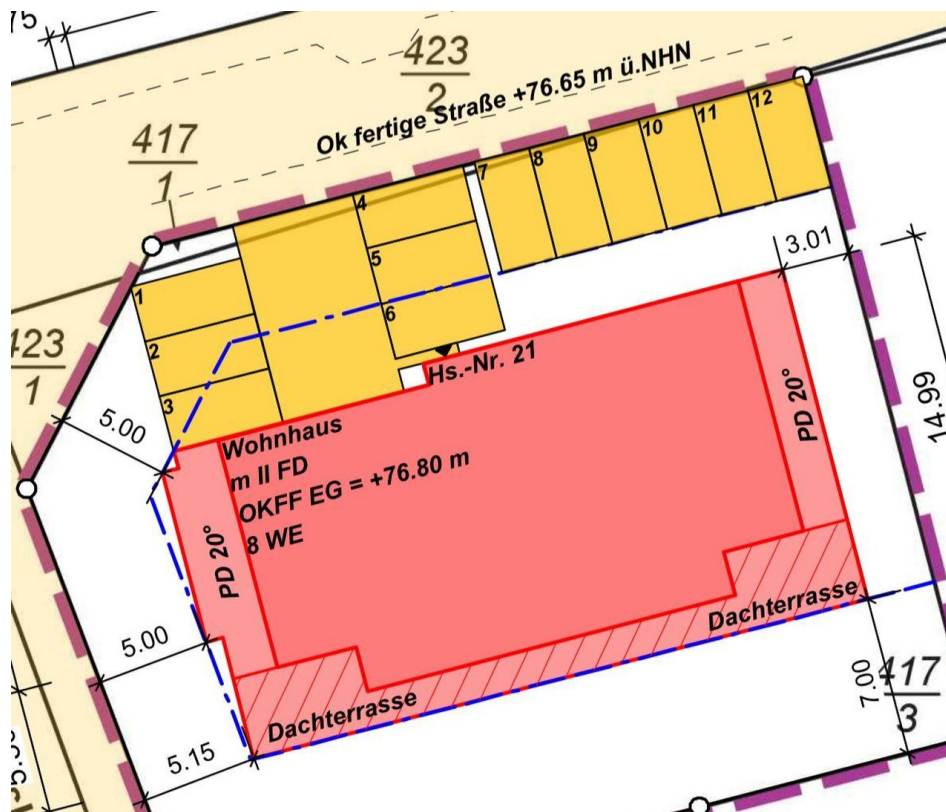 75
423
2
Ok fertige Straße +76.65 m ü.NHN
417
1
1
2
3
4
5
6
7
8
9
10
11
12
3.01
423
1
5.00
Hs.-Nr. 21
Wohnhaus
m II FD
OKFF EG = +76.80 m
8 WE
PD 20°
PD 20°
14.99
5.00
Dachterrasse
Dachterrasse
7.00
417
3
5.15